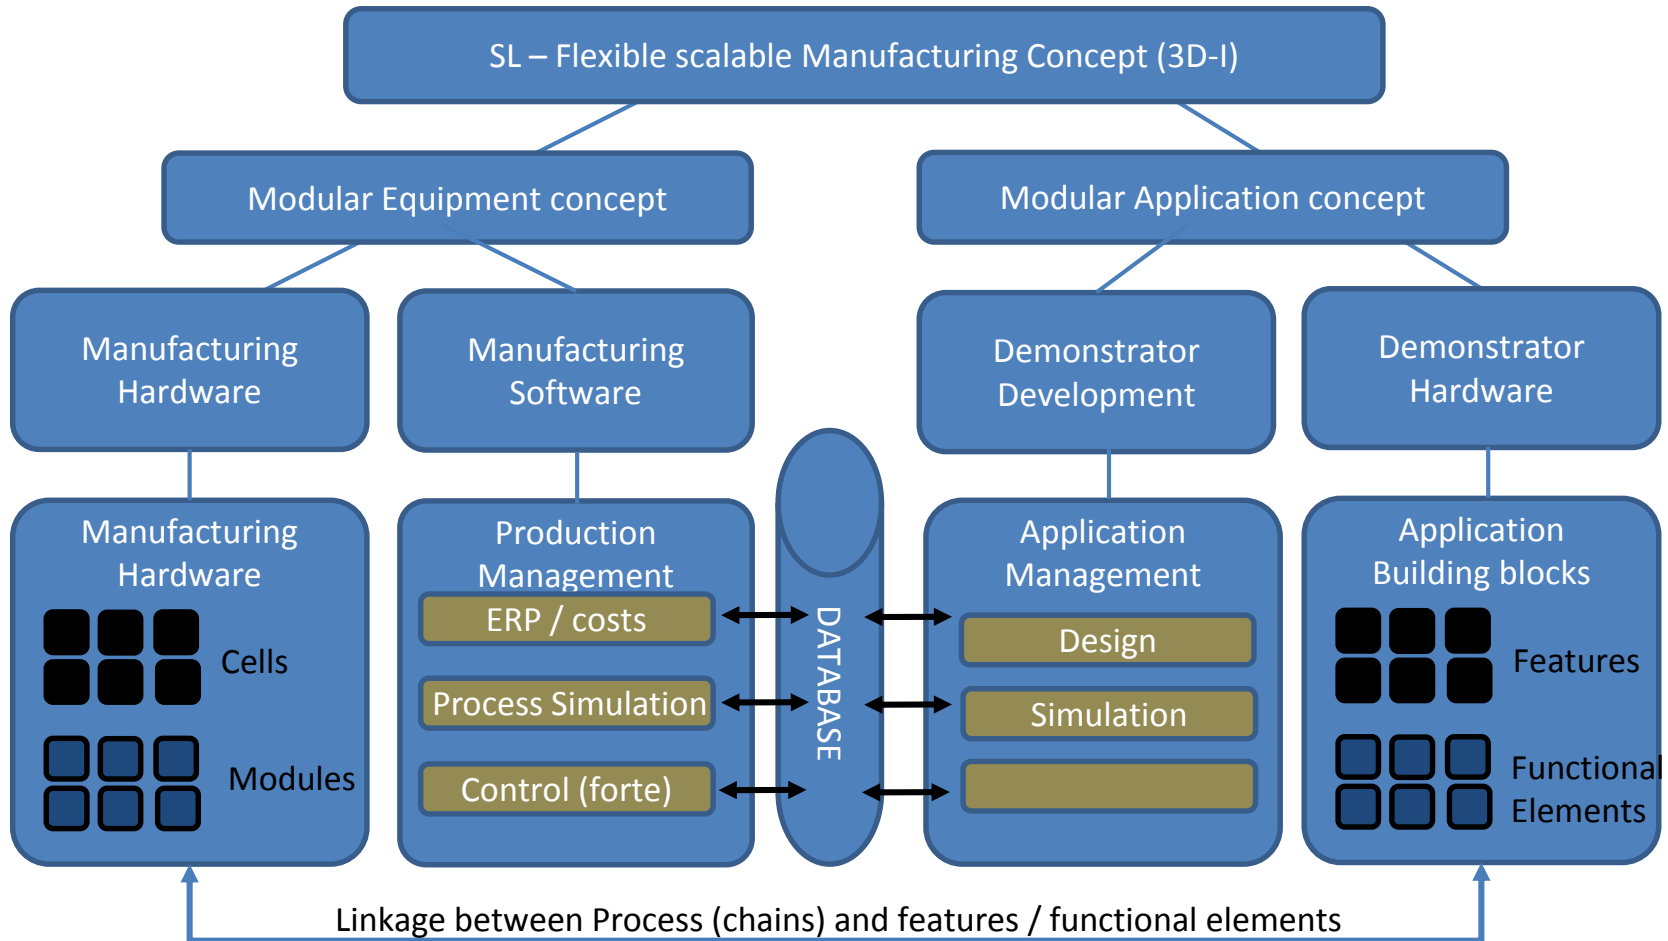 SL – Flexible scalable Manufacturing Concept (3D-I)
Modular Equipment concept
Modular Application concept
Manufacturing
Hardware
Manufacturing
Software
Demonstrator
Development
Demonstrator
Hardware
Manufacturing
Hardware
Cells
Modules
Production
Management
ERP / costs
Process Simulation
Control (forte)
DATABASE
Application
Management
Design
Simulation
Application
Building blocks
Features
Functional
Elements
Linkage between Process (chains) and features / functional elements